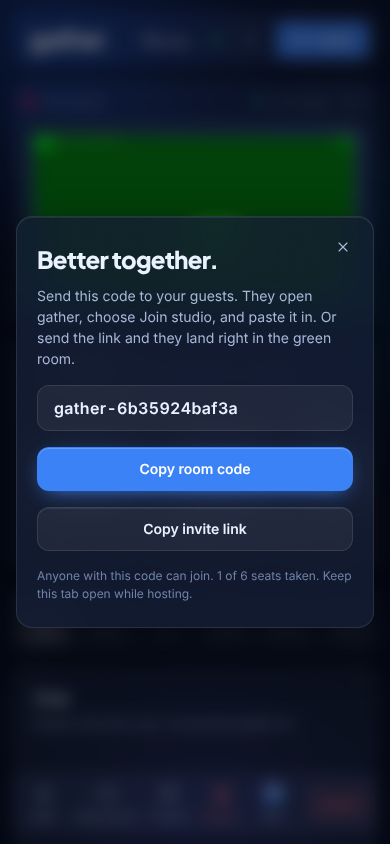 gather
Better together.
Send this code to your guests. They open
gather, choose Join studio, and paste it in. Or
send the link and they land right in the green
room.
gather-6b35924baf3a
Copy room code
Copy invite link
Anyone with this code can join. 1 of 6 seats taken. Keep
this tab open while hosting.